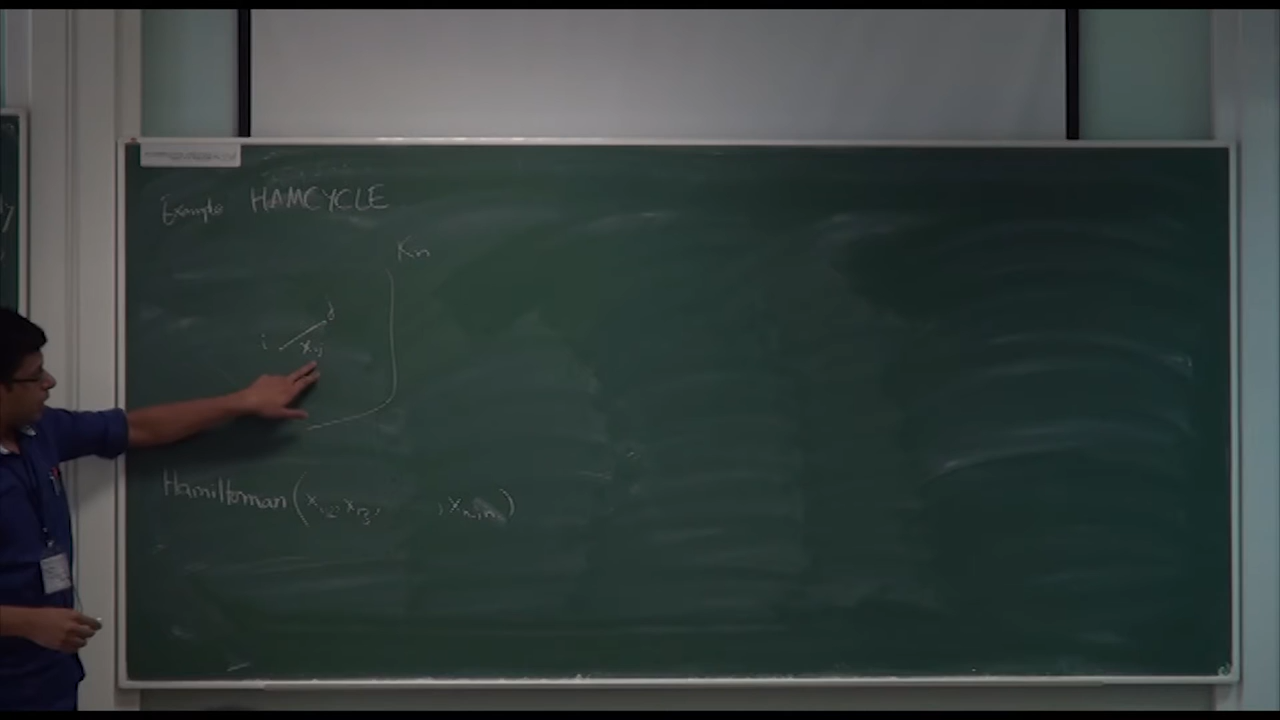 Example HAMCYCLE
Kn
j
i
xij
Hamiltonian (x12, x13, , xn-1,n)